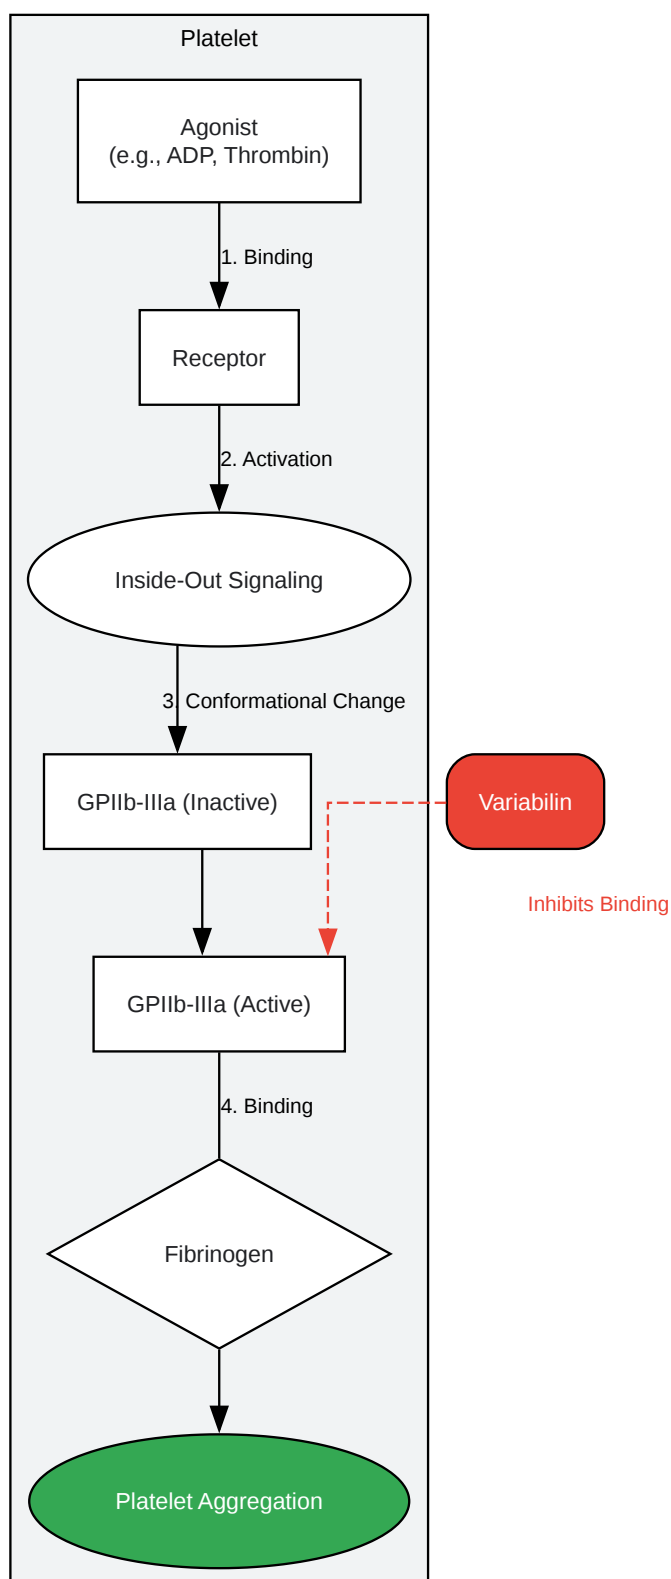 Platelet
Agonist
(e.g., ADP, Thrombin)
1. Binding
Receptor
2. Activation
Inside-Out Signaling
3. Conformational Change
GPIIb-IIIa (Inactive)
Variabilin
Inhibits Binding
GPIIb-IIIa (Active)
4. Binding
Fibrinogen
Platelet Aggregation